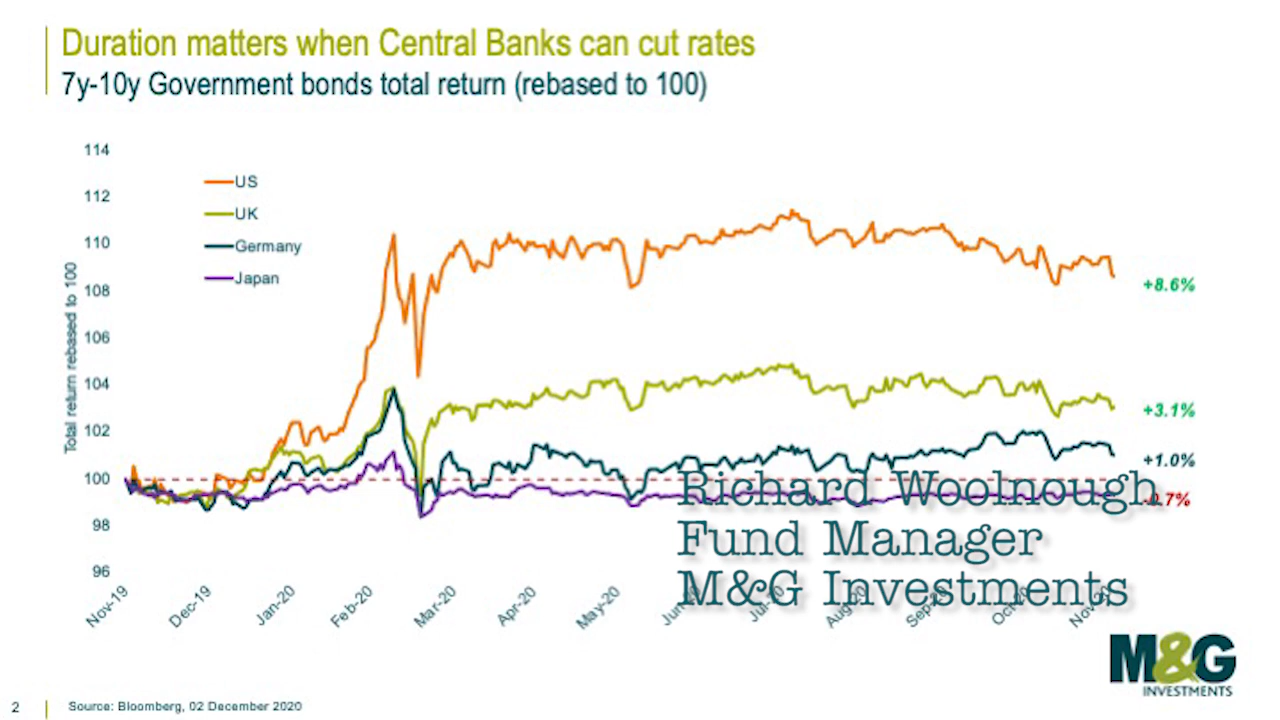 Duration matters when Central Banks can cut rates
7y-10y Government bonds total return (rebased to 100)
Total return rebased to 100
114
112
110
108
106
104
102
100
98
96
US
UK
Germany
Japan
+8.6%
+3.1%
+1.0%
Nov-19
Dec-19
Jan-20
Feb-20
Mar-20
Apr-20
May-20
Richard Woolnough
Fund Manager
M&G Investments
M&G
INVESTMENTS
2
Source: Bloomberg, 02 December 2020